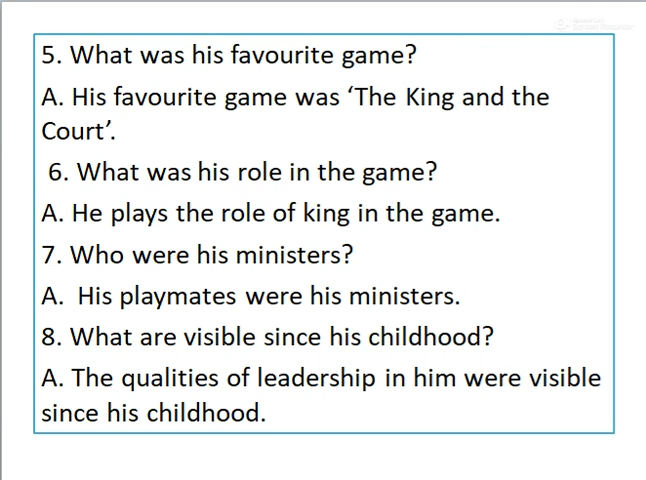 5. What was his favourite game?
A. His favourite game was ‘The King and the
Court’.
6. What was his role in the game?
A. He plays the role of king in the game.
7. Who were his ministers?
A.  His playmates were his ministers.
8. What are visible since his childhood?
A. The qualities of leadership in him were visible
since his childhood.